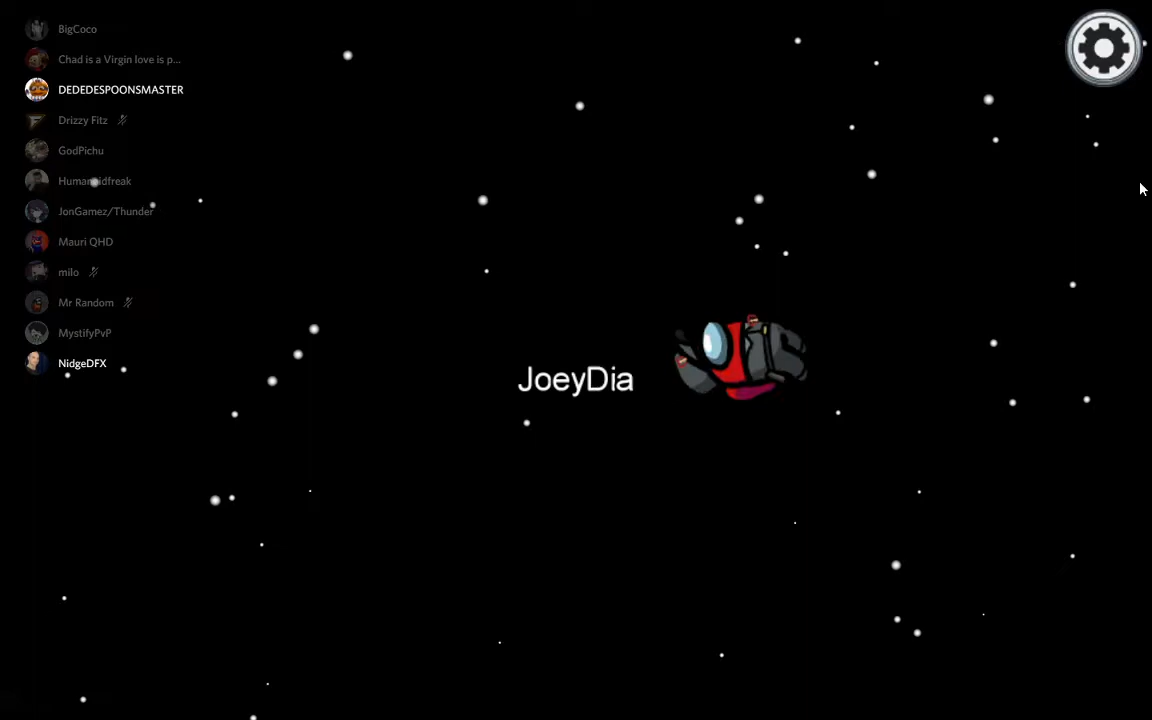 BigCoco
Chad is a Virgin love is p...
DEDEDESPOONSMASTER
Drizzy Fitz
GodPichu
Humanoidfreak
JonGamez/Thunder
Mauri QHD
milo
Mr Random
MystifyPvP
NidgeDFX
JoeyDia